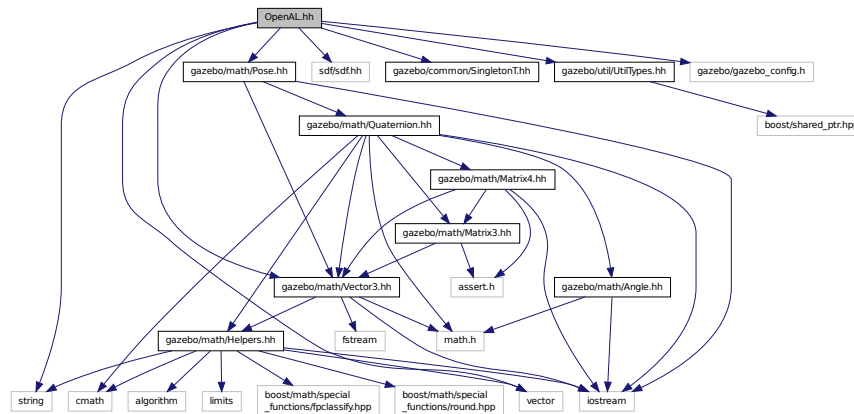 OpenAL.hh
gazebo/math/Pose.hh
sdf/sdf.hh
gazebo/common/SingletonT.hh
gazebo/util/UtilTypes.hh
gazebo/gazebo_config.h
gazebo/math/Quaternion.hh
boost/shared_ptr.hpp
gazebo/math/Matrix4.hh
gazebo/math/Matrix3.hh
gazebo/math/Vector3.hh
assert.h
gazebo/math/Angle.hh
gazebo/math/Helpers.hh
fstream
math.h
string
cmath
algorithm
limits
boost/math/special
_functions/fpclassify.hpp
boost/math/special
_functions/round.hpp
vector
iostream